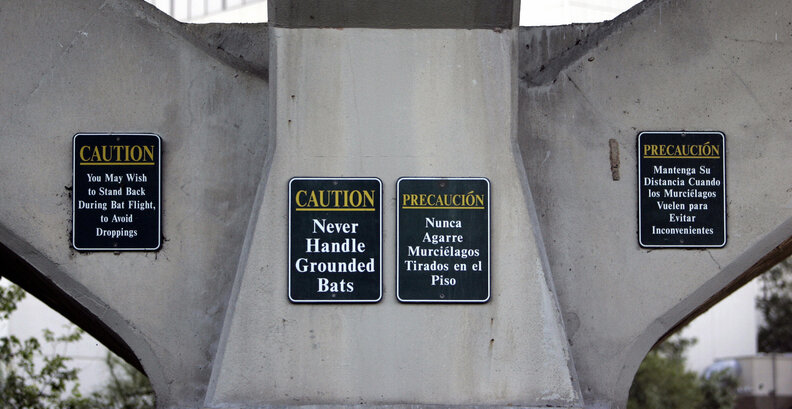 CAUTION
You May Wish
to Stand Back
During Bat Flight,
to Avoid
Droppings
CAUTION
Never
Handle
Grounded
Bats
PRECAUCIÓN
Nunca
Agarre
Murciélagos
Tirados en el
Piso
PRECAUCIÓN
Mantenga Su
Distancia Cuando
los Murciélagos
Vuelen para
Evitar
Inconvenientes